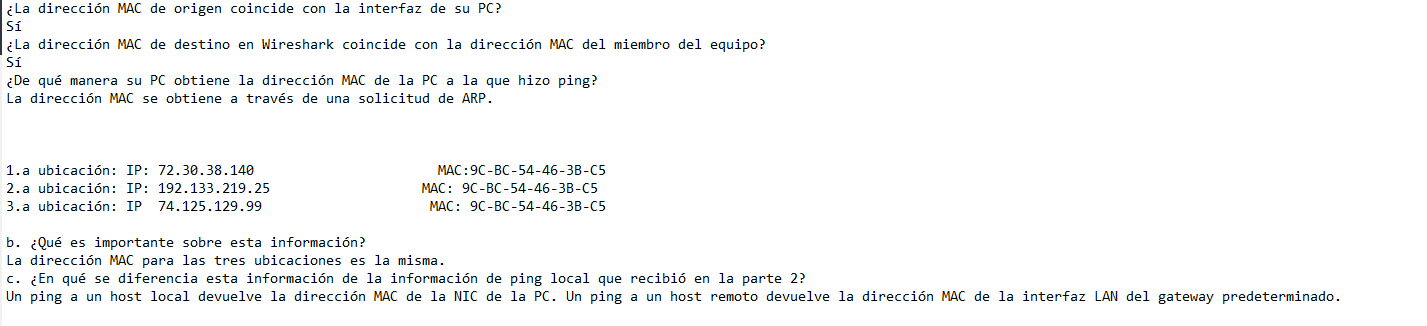 ¿La dirección MAC de origen coincide con la interfaz de su PC?
Sí
¿La dirección MAC de destino en Wireshark coincide con la dirección MAC del miembro del equipo?
Sí
¿De qué manera su PC obtiene la dirección MAC de la PC a la que hizo ping?
La dirección MAC se obtiene a través de una solicitud de ARP.
1.a ubicación: IP: 72.30.38.140 MAC:9C-BC-54-46-3B-C5
2.a ubicación: IP: 192.133.219.25 MAC: 9C-BC-54-46-3B-C5
3.a ubicación: IP 74.125.129.99 MAC: 9C-BC-54-46-3B-C5
b. ¿Qué es importante sobre esta información?
La dirección MAC para las tres ubicaciones es la misma.
c. ¿En qué se diferencia esta información de la información de ping local que recibió en la parte 2?
Un ping a un host local devuelve la dirección MAC de la NIC de la PC. Un ping a un host remoto devuelve la dirección MAC de la interfaz LAN del gateway predeterminado.